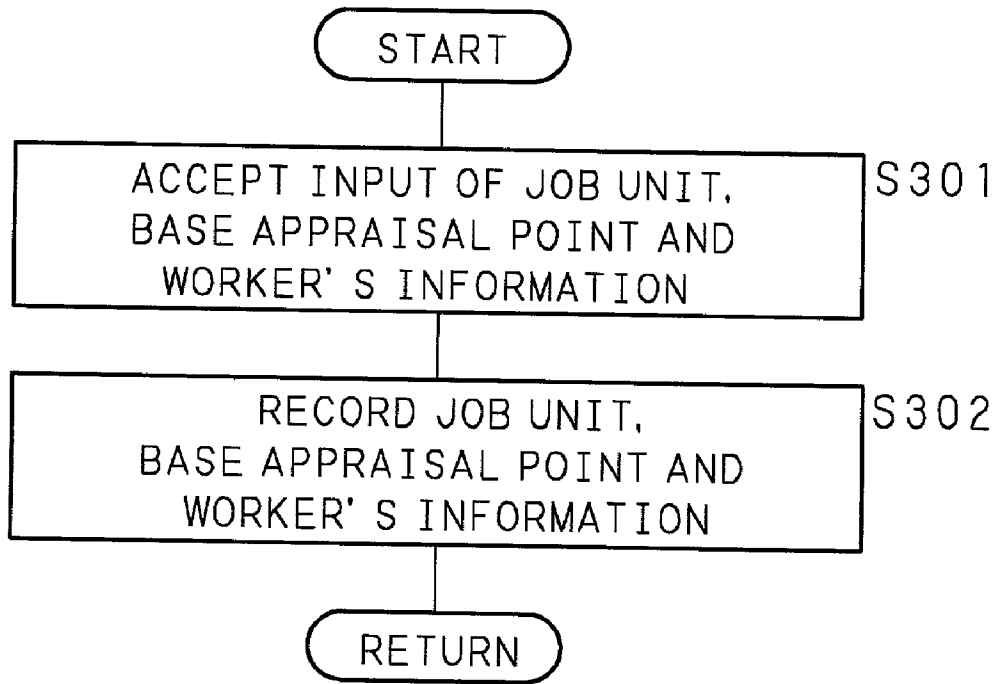 START
ACCEPT INPUT OF JOB UNIT,
BASE APPRAISAL POINT AND
WORKER'S INFORMATION
S301
RECORD JOB UNIT,
BASE APPRAISAL POINT AND
WORKER'S INFORMATION
S302
RETURN